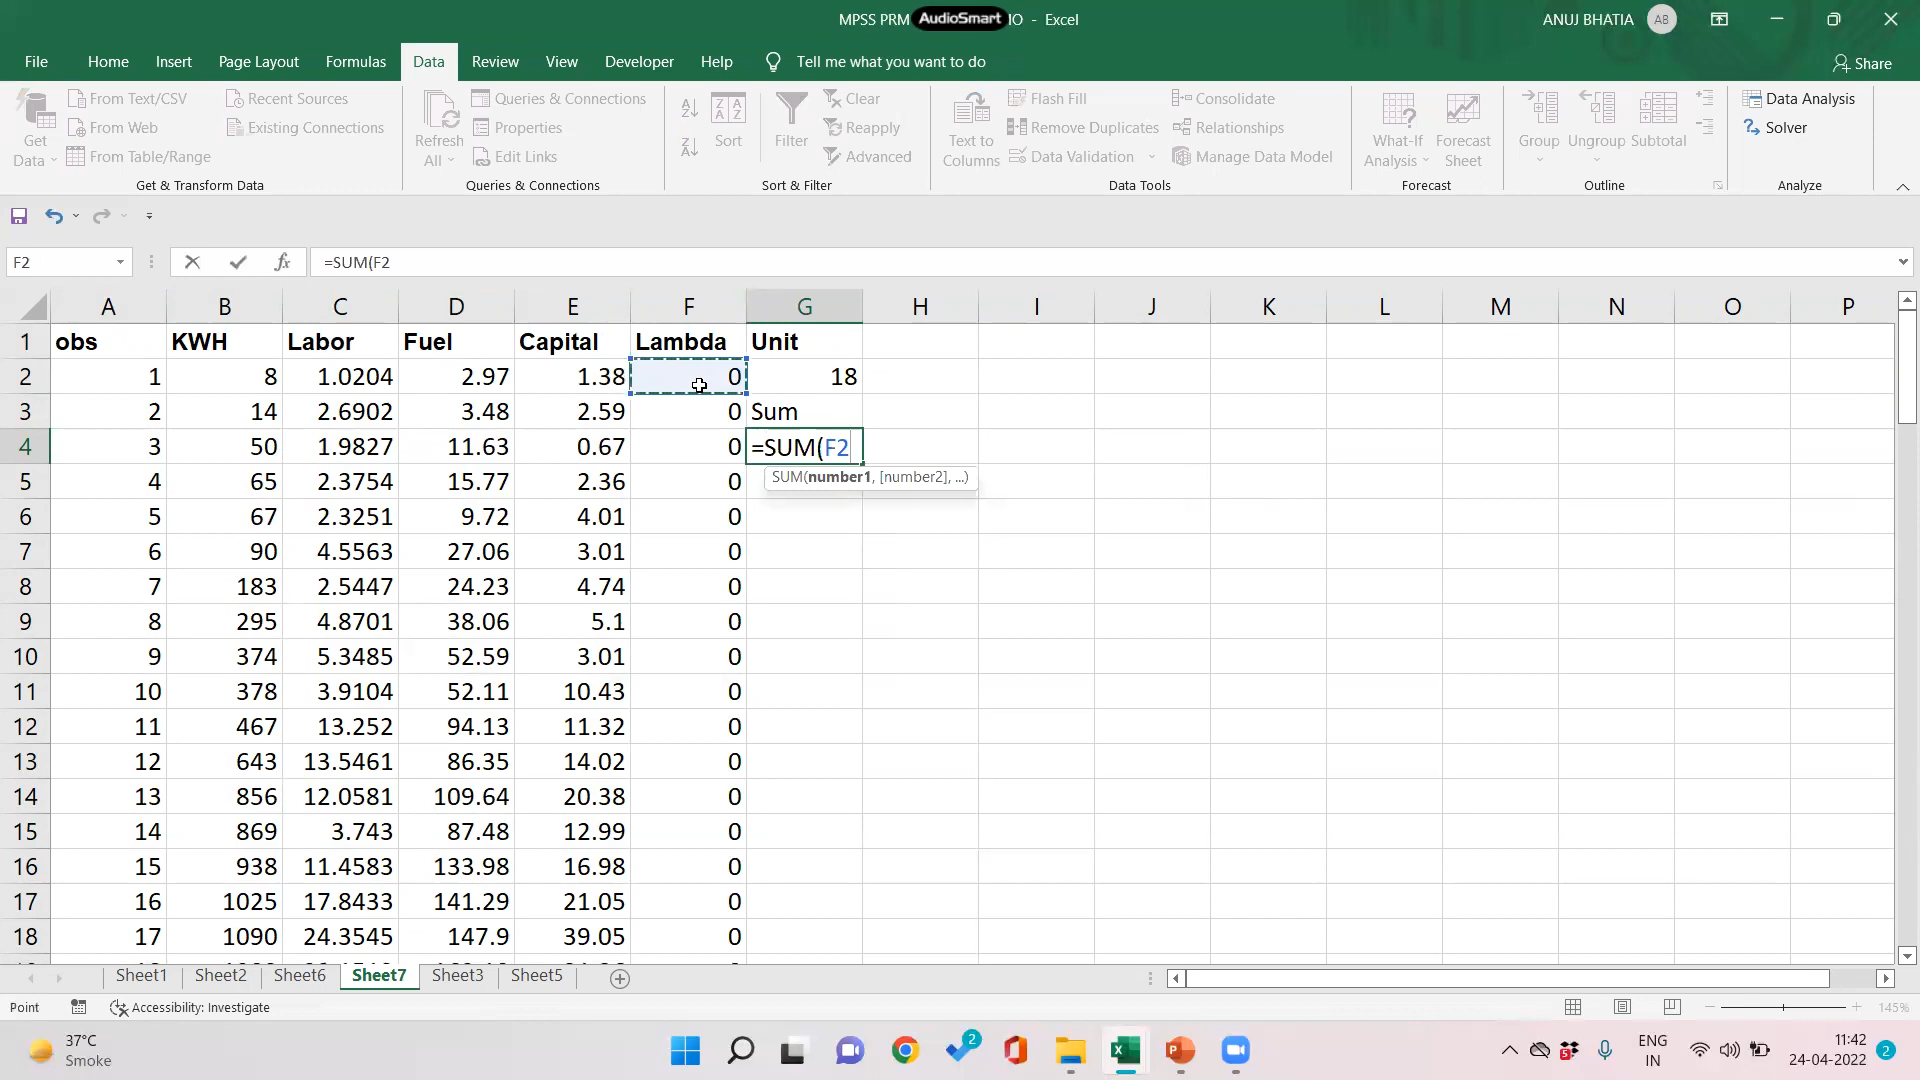 MPSS PRM AudioSmart IO - Excel
ANUJ BHATIA AB
File Home Insert Page Layout Formulas Data Review View Developer Help Tell me what you want to do Share
Get Data
From Text/CSV
From Web
From Table/Range
Recent Sources
Existing Connections
Get & Transform Data
Refresh All
Queries & Connections
Properties
Edit Links
Queries & Connections
Sort
Filter
Clear
Reapply
Advanced
Sort & Filter
Text to Columns
Flash Fill
Remove Duplicates
Data Validation
Consolidate
Relationships
Manage Data Model
Data Tools
What-If Analysis
Forecast Sheet
Forecast
Group
Ungroup
Subtotal
Outline
Data Analysis
Solver
Analyze
F2 fx =SUM(F2
A B C D E F G H I J K L M N O P
1 obs KWH Labor Fuel Capital Lambda Unit
2 1 8 1.0204 2.97 1.38 0 18
3 2 14 2.6902 3.48 2.59 0 Sum
4 3 50 1.9827 11.63 0.67 0 =SUM(F2
SUM(number1, [number2], ...)
5 4 65 2.3754 15.77 2.36 0
6 5 67 2.3251 9.72 4.01 0
7 6 90 4.5563 27.06 3.01 0
8 7 183 2.5447 24.23 4.74 0
9 8 295 4.8701 38.06 5.1 0
10 9 374 5.3485 52.59 3.01 0
11 10 378 3.9104 52.11 10.43 0
12 11 467 13.252 94.13 11.32 0
13 12 643 13.5461 86.35 14.02 0
14 13 856 12.0581 109.64 20.38 0
15 14 869 3.743 87.48 12.99 0
16 15 938 11.4583 133.98 16.98 0
17 16 1025 17.8433 141.29 21.05 0
18 17 1090 24.3545 147.9 39.05 0
Sheet1 Sheet2 Sheet6 Sheet7 Sheet3 Sheet5
Point Accessibility: Investigate 145%
37°C
Smoke
2
ENG
IN
11:42
24-04-2022
2